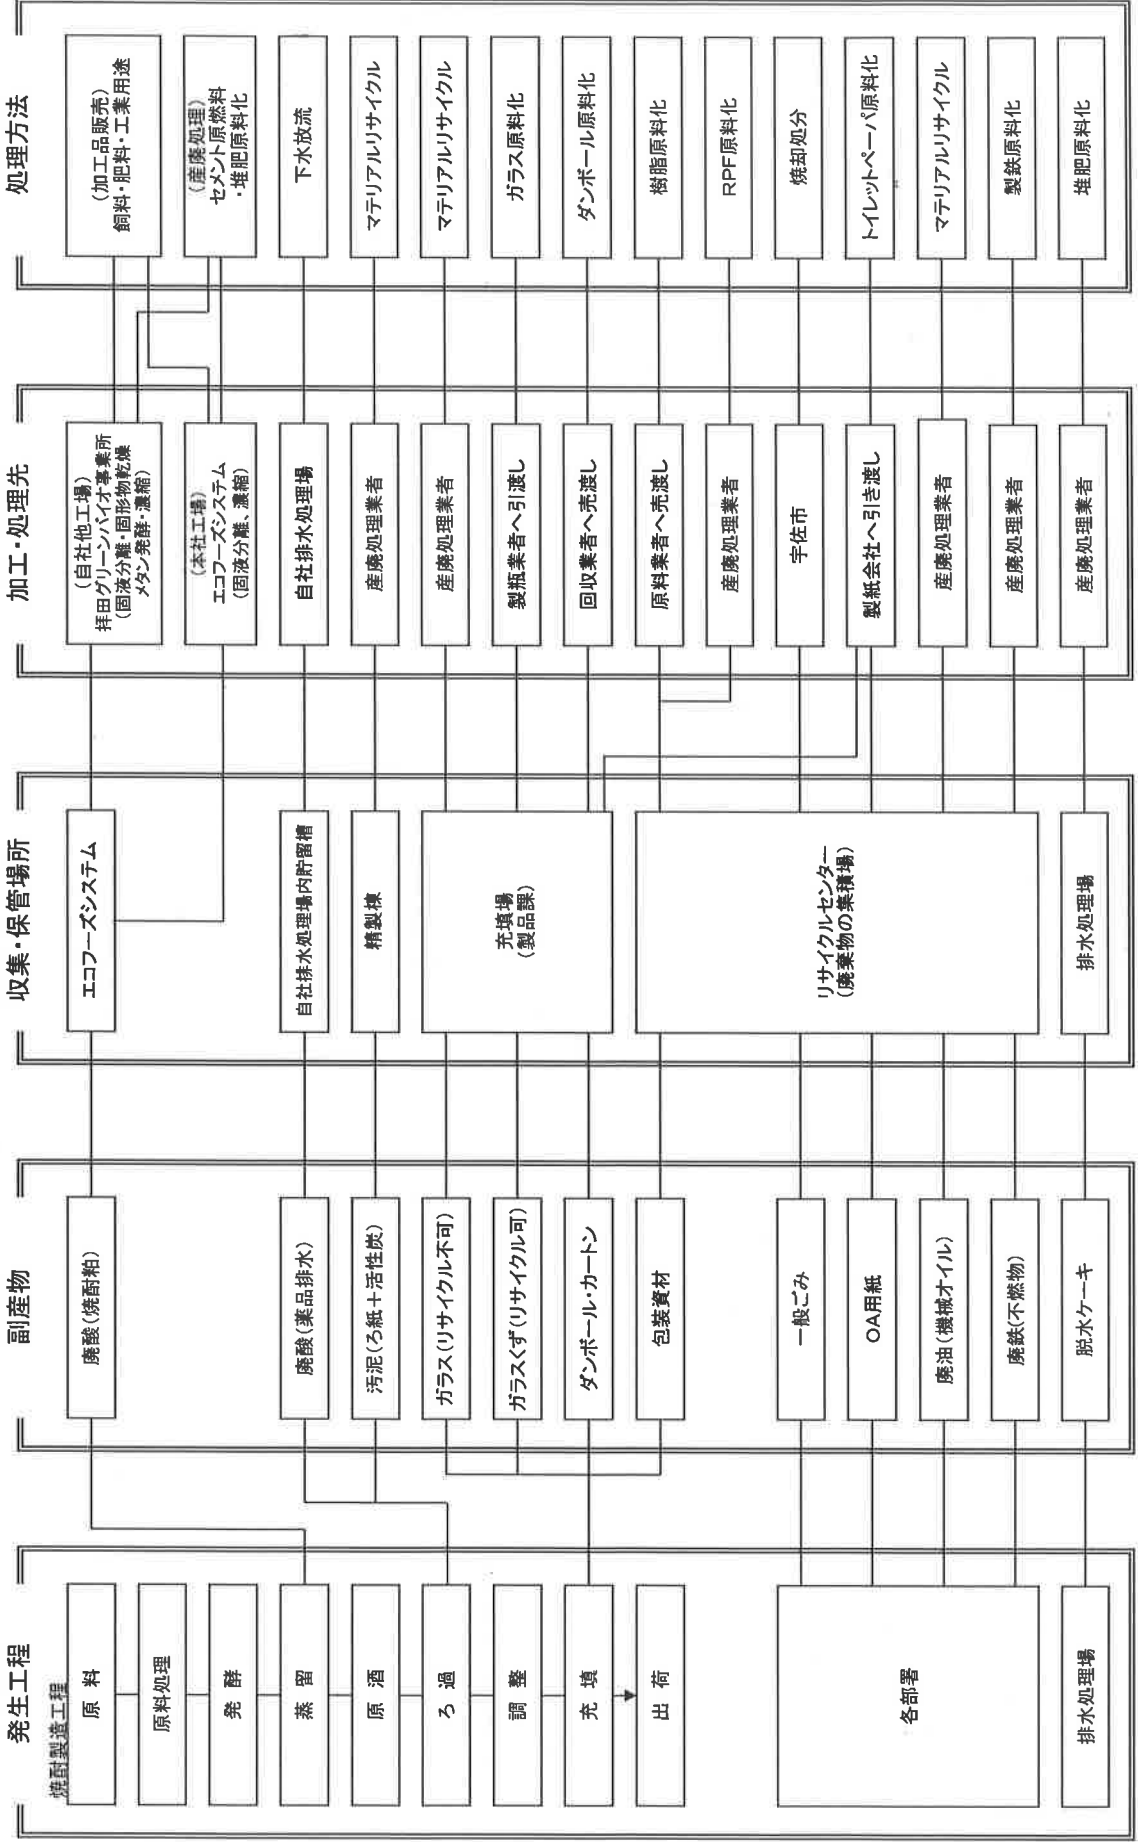 発生工程
焼酎製造工程
原 料
原料処理
発 酵
蒸 留
原 酒
ろ 過
調 整
充 填
出 荷
各部署
排水処理場
副産物
廃酸(焼酎粕)
廃酸(薬品排水)
汚泥(ろ紙+活性炭)
ガラス(リサイクル不可)
ガラスくず(リサイクル可)
ダンボール・カートン
包装資材
一般ごみ
OA用紙
廃油(機械オイル)
廃鉄(不燃物)
脱水ケーキ
収集・保管場所
エコフーズシステム
自社排水処理場内貯留槽
精製棟
充填場
(製品課)
リサイクルセンター
(廃棄物の集積場)
排水処理場
加工・処理先
(自社他工場)
拝田グリーンバイオ事業所
(固液分離・固形物乾燥
メタン発酵・濃縮)
(本社工場)
エコフーズシステム
(固液分離、濃縮)
自社排水処理場
産廃処理業者
産廃処理業者
製瓶業者へ引渡し
回収業者へ売渡し
原料業者へ売渡し
産廃処理業者
宇佐市
製紙会社へ引き渡し
産廃処理業者
産廃処理業者
産廃処理業者
処理方法
(加工品販売)
飼料・肥料・工業用途
(産廃処理)
セメント原燃料
・堆肥原料化
下水放流
マテリアルリサイクル
マテリアルリサイクル
ガラス原料化
ダンボール原料化
樹脂原料化
RPF原料化
焼却処分
トイレットペーパ原料化
マテリアルリサイクル
製鉄原料化
堆肥原料化